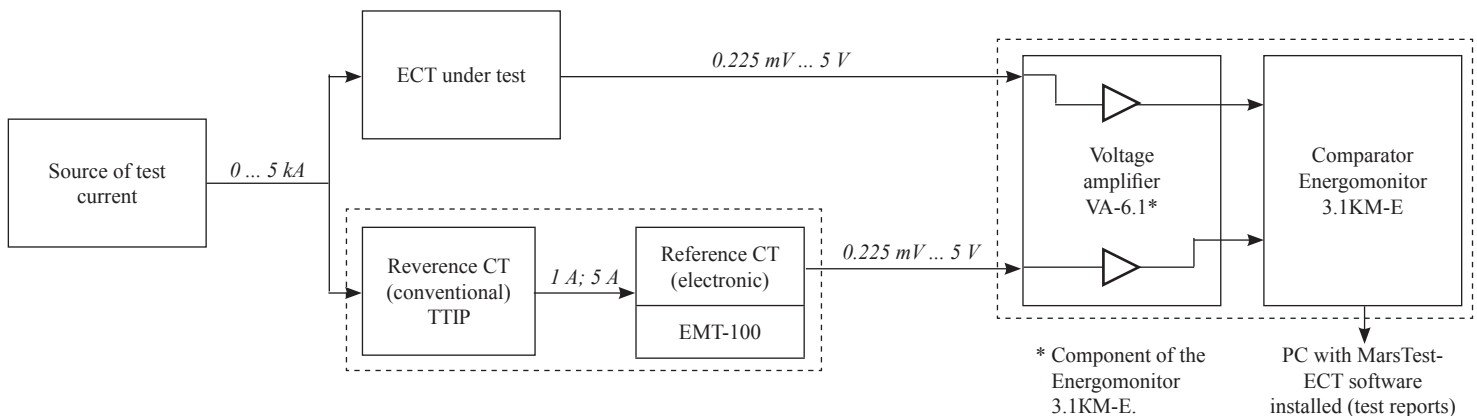 Source of test
current
0 ... 5 kA
ECT under test
0.225 mV ... 5 V
Reverence CT
(conventional)
TTIP
1 A; 5 A
Reference CT
(electronic)
EMT-100
0.225 mV ... 5 V
Voltage
amplifier
VA-6.1*
Comparator
Energomonitor
3.1KM-E
* Component of the
Energomonitor
3.1KM-E.
PC with MarsTest-
ECT software
installed (test reports)